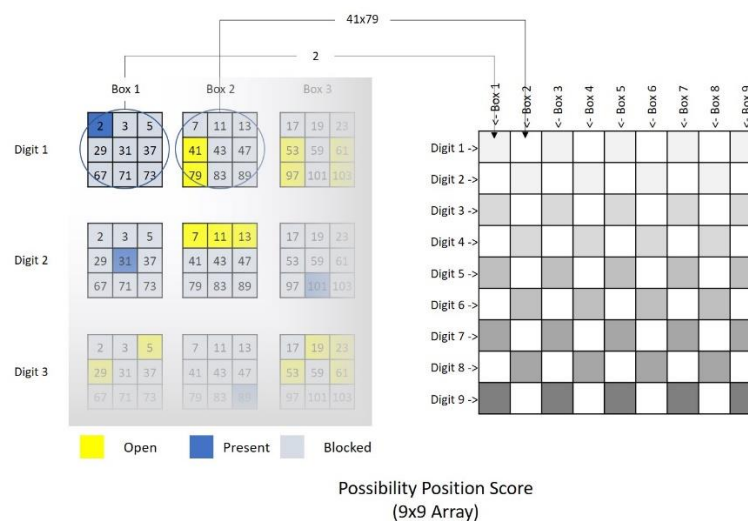 41x79
2
Box 1 Box 2 Box 3
<- Box 1 <- Box 2 <- Box 3 <- Box 4 <- Box 5 <- Box 6 <- Box 7 <- Box 8 <- Box 9
Digit 1
2 3 5 7 11 13 17 19 23
29 31 37 41 43 47 53 59 61
67 71 73 79 83 89 97 101 103
Digit 2
2 3 5 7 11 13 17 19 23
29 31 37 41 43 47 53 59 61
67 71 73 79 83 89 97 101 103
Digit 3
2 3 5 7 11 13 17 19 23
29 31 37 41 43 47 53 59 61
67 71 73 79 83 89 97 101 103
Digit 1 ->
Digit 2 ->
Digit 3 ->
Digit 4 ->
Digit 5 ->
Digit 6 ->
Digit 7 ->
Digit 8 ->
Digit 9 ->
Open Present Blocked
Possibility Position Score
(9x9 Array)